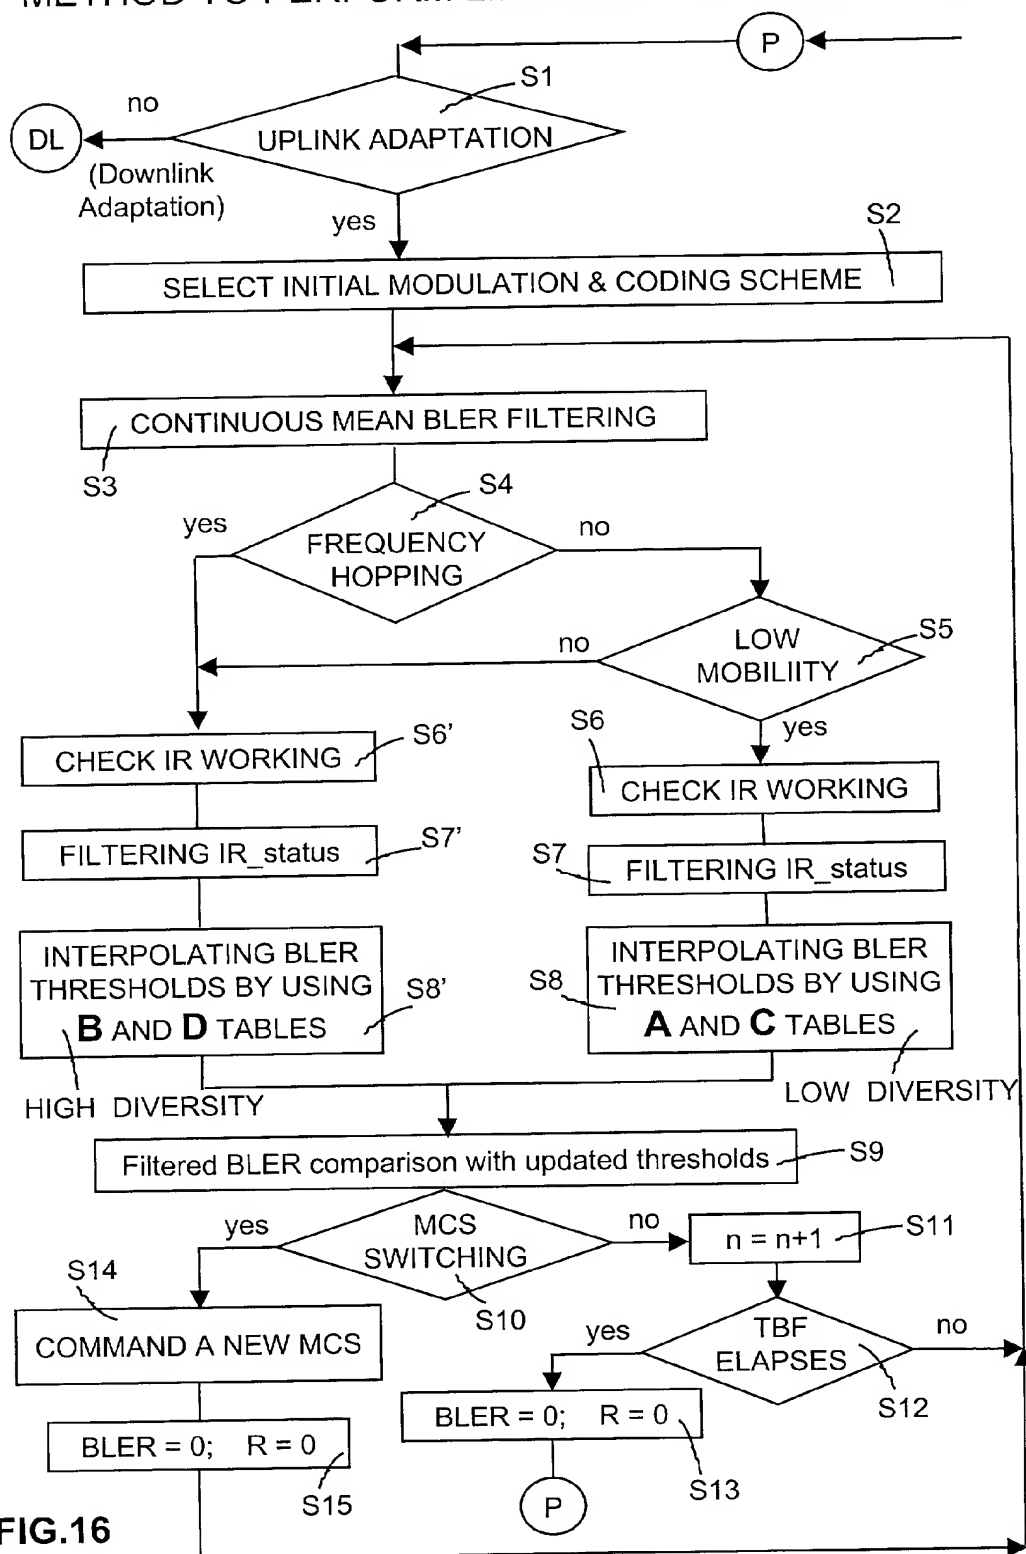 P
S1
no
DL
UPLINK ADAPTATION
(Downlink
Adaptation)
yes
S2
SELECT INITIAL MODULATION & CODING SCHEME
CONTINUOUS MEAN BLER FILTERING
S3
S4
yes
no
FREQUENCY
HOPPING
S5
no
LOW
MOBILIITY
S6
yes
S6'
CHECK IR WORKING
CHECK IR WORKING
S7'
FILTERING IR_status
S7
FILTERING IR_status
INTERPOLATING BLER
THRESHOLDS BY USING
B AND D TABLES
S8'
INTERPOLATING BLER
THRESHOLDS BY USING
A AND C TABLES
S8
HIGH DIVERSITY
LOW DIVERSITY
Filtered BLER comparison with updated thresholds
S9
yes
MCS
SWITCHING
no
S10
n = n+1
S11
S14
COMMAND A NEW MCS
yes
TBF
ELAPSES
no
S12
BLER = 0; R = 0
S13
BLER = 0; R = 0
S15
P
FIG.16